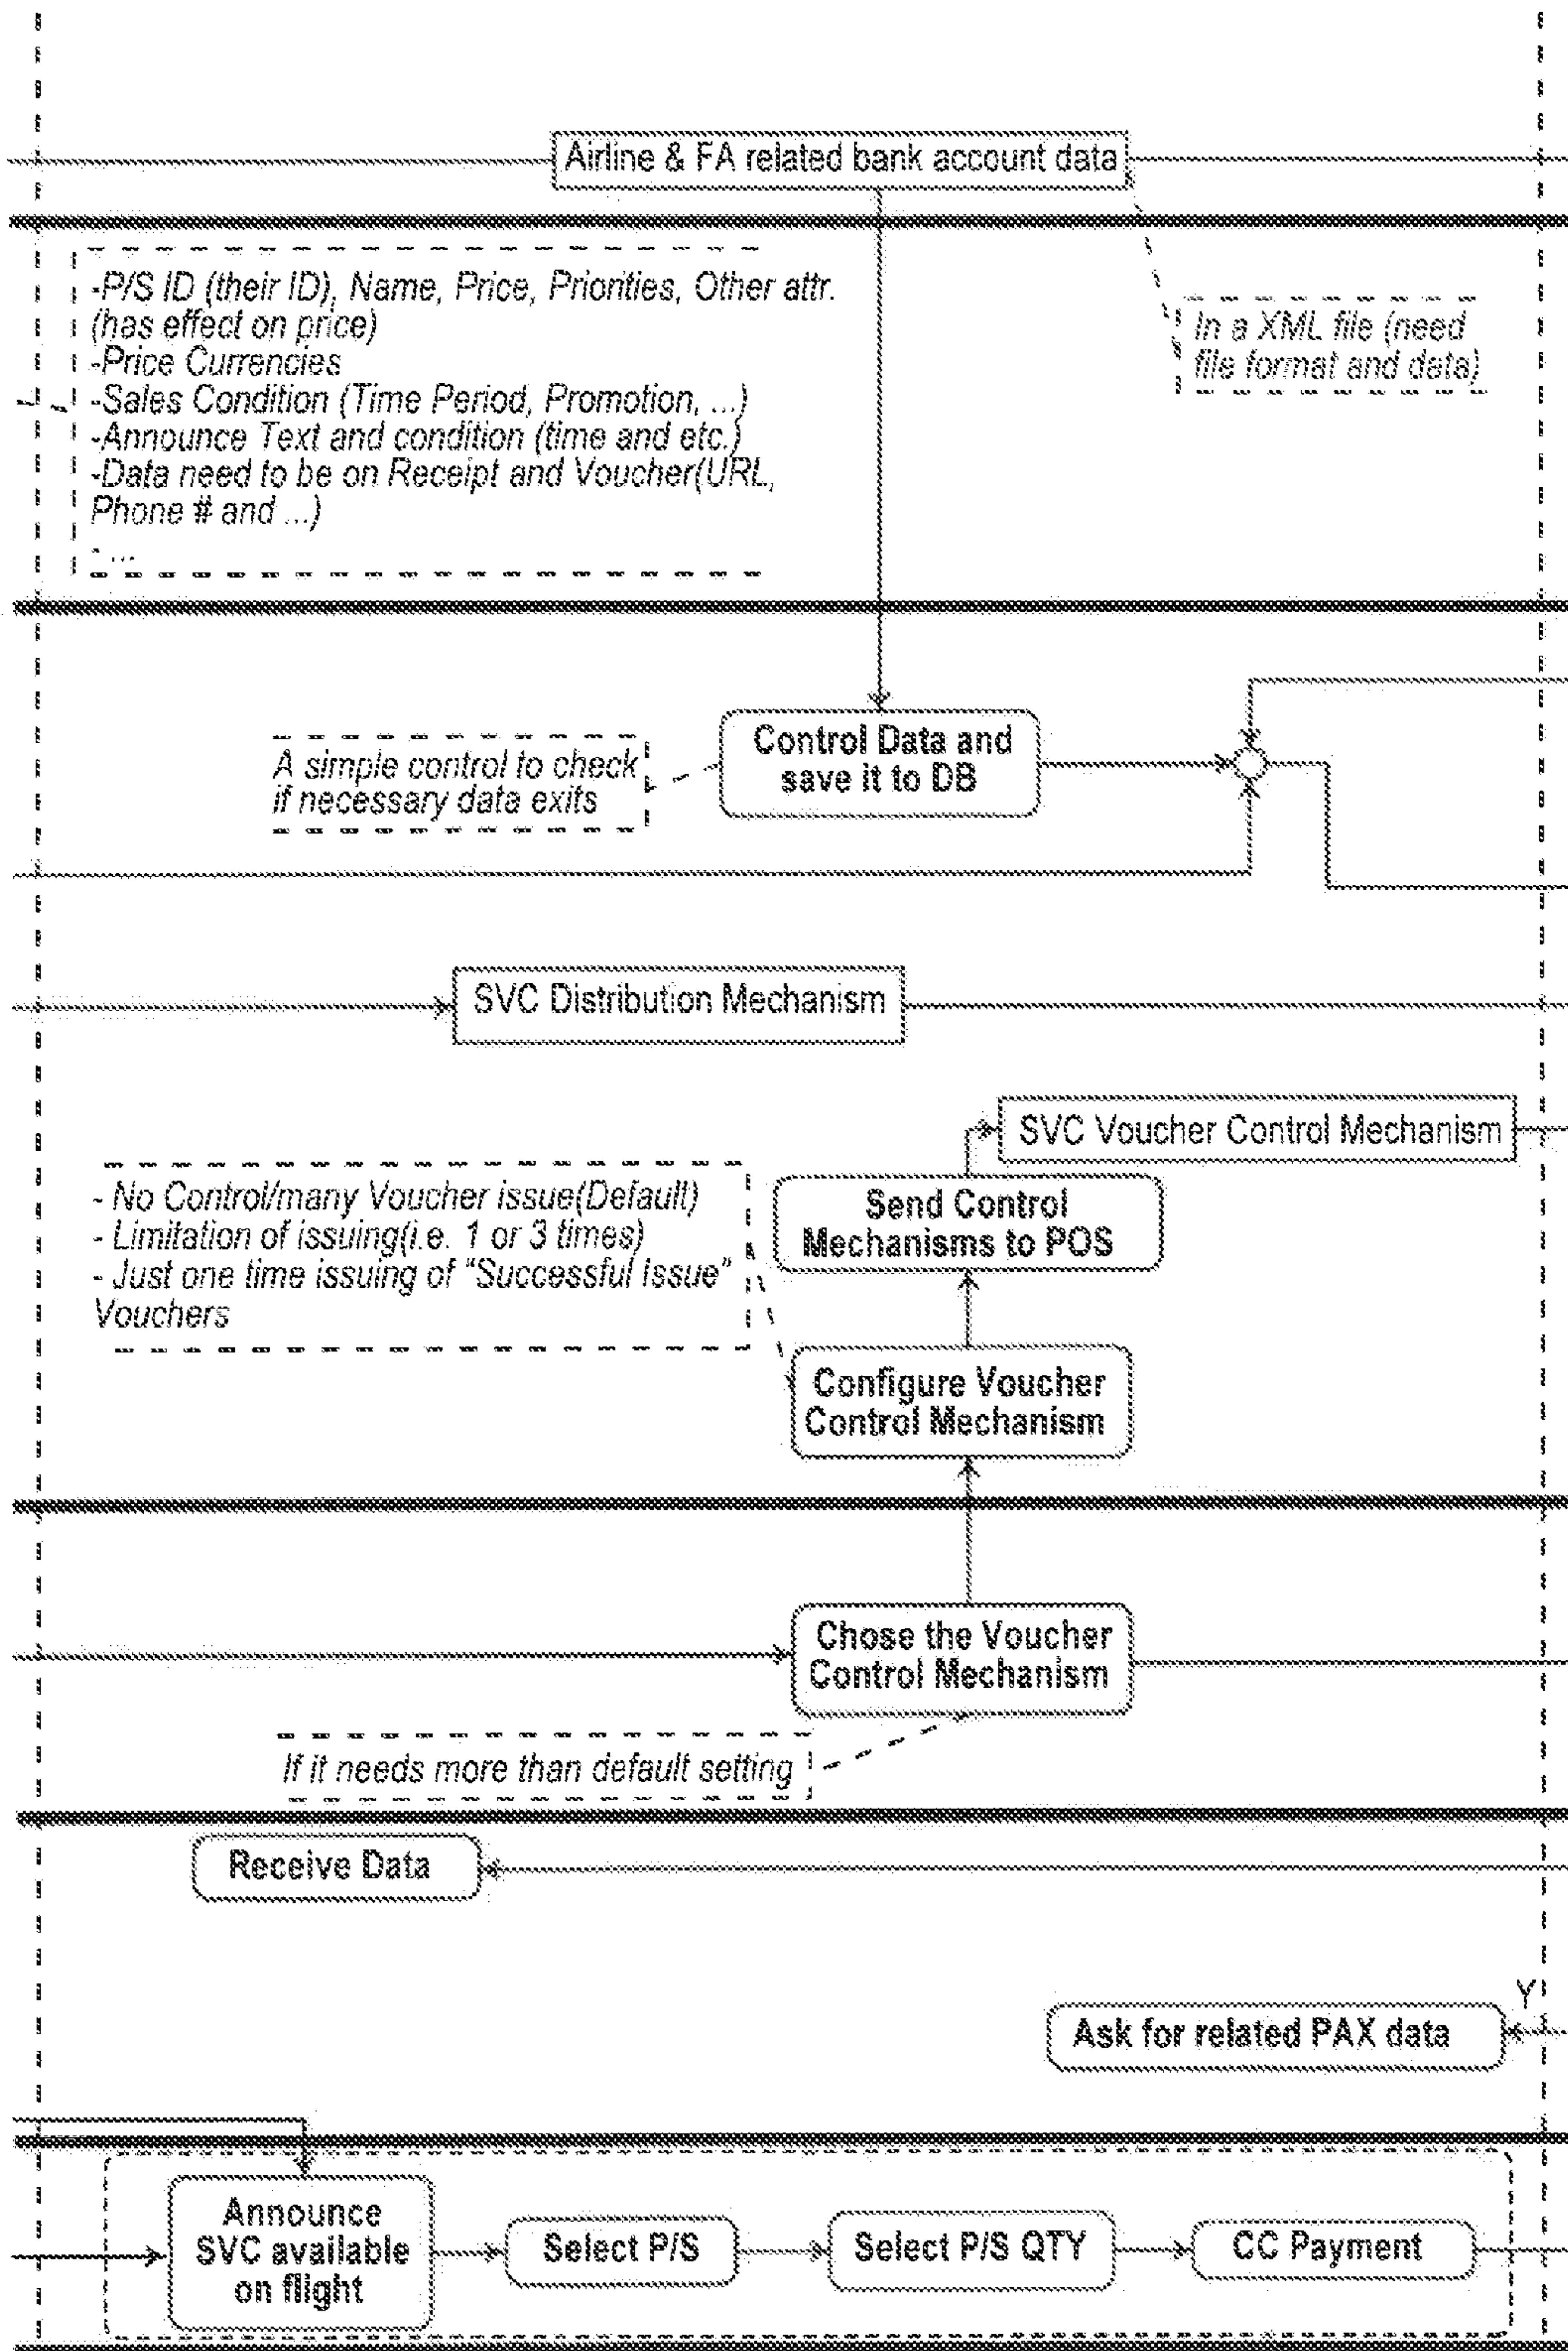 Airline & FA related bank account data
-P/S ID (their ID), Name, Price, Priorities, Other attr.
(has effect on price)
-Price Currencies
-Sales Condition (Time Period, Promotion, ...)
-Announce Text and condition (time and etc.)
-Data need to be on Receipt and Voucher(URL,
Phone # and ...)
- ...
In a XML file (need
file format and data)
A simple control to check
if necessary data exits
Control Data and
save it to DB
SVC Distribution Mechanism
SVC Voucher Control Mechanism
- No Control/many Voucher issue(Default)
- Limitation of issuing(i.e. 1 or 3 times)
- Just one time issuing of "Successful Issue"
Vouchers
Send Control
Mechanisms to POS
Configure Voucher
Control Mechanism
Chose the Voucher
Control Mechanism
If it needs more than default setting
Receive Data
Y
Ask for related PAX data
Announce
SVC available
on flight
Select P/S
Select P/S QTY
CC Payment